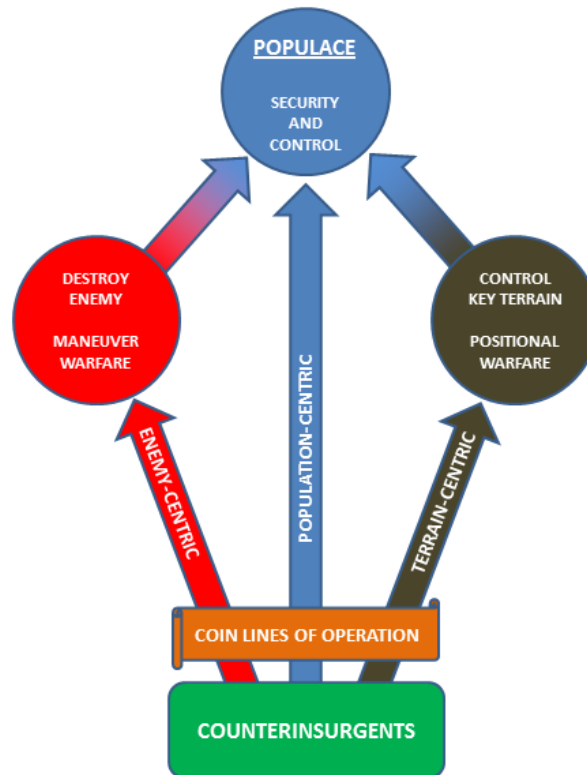 POPULACE
SECURITY
AND
CONTROL
DESTROY
ENEMY
MANEUVER
WARFARE
CONTROL
KEY TERRAIN
POSITIONAL
WARFARE
ENEMY-CENTRIC
POPULATION-CENTRIC
TERRAIN-CENTRIC
COIN LINES OF OPERATION
COUNTERINSURGENTS